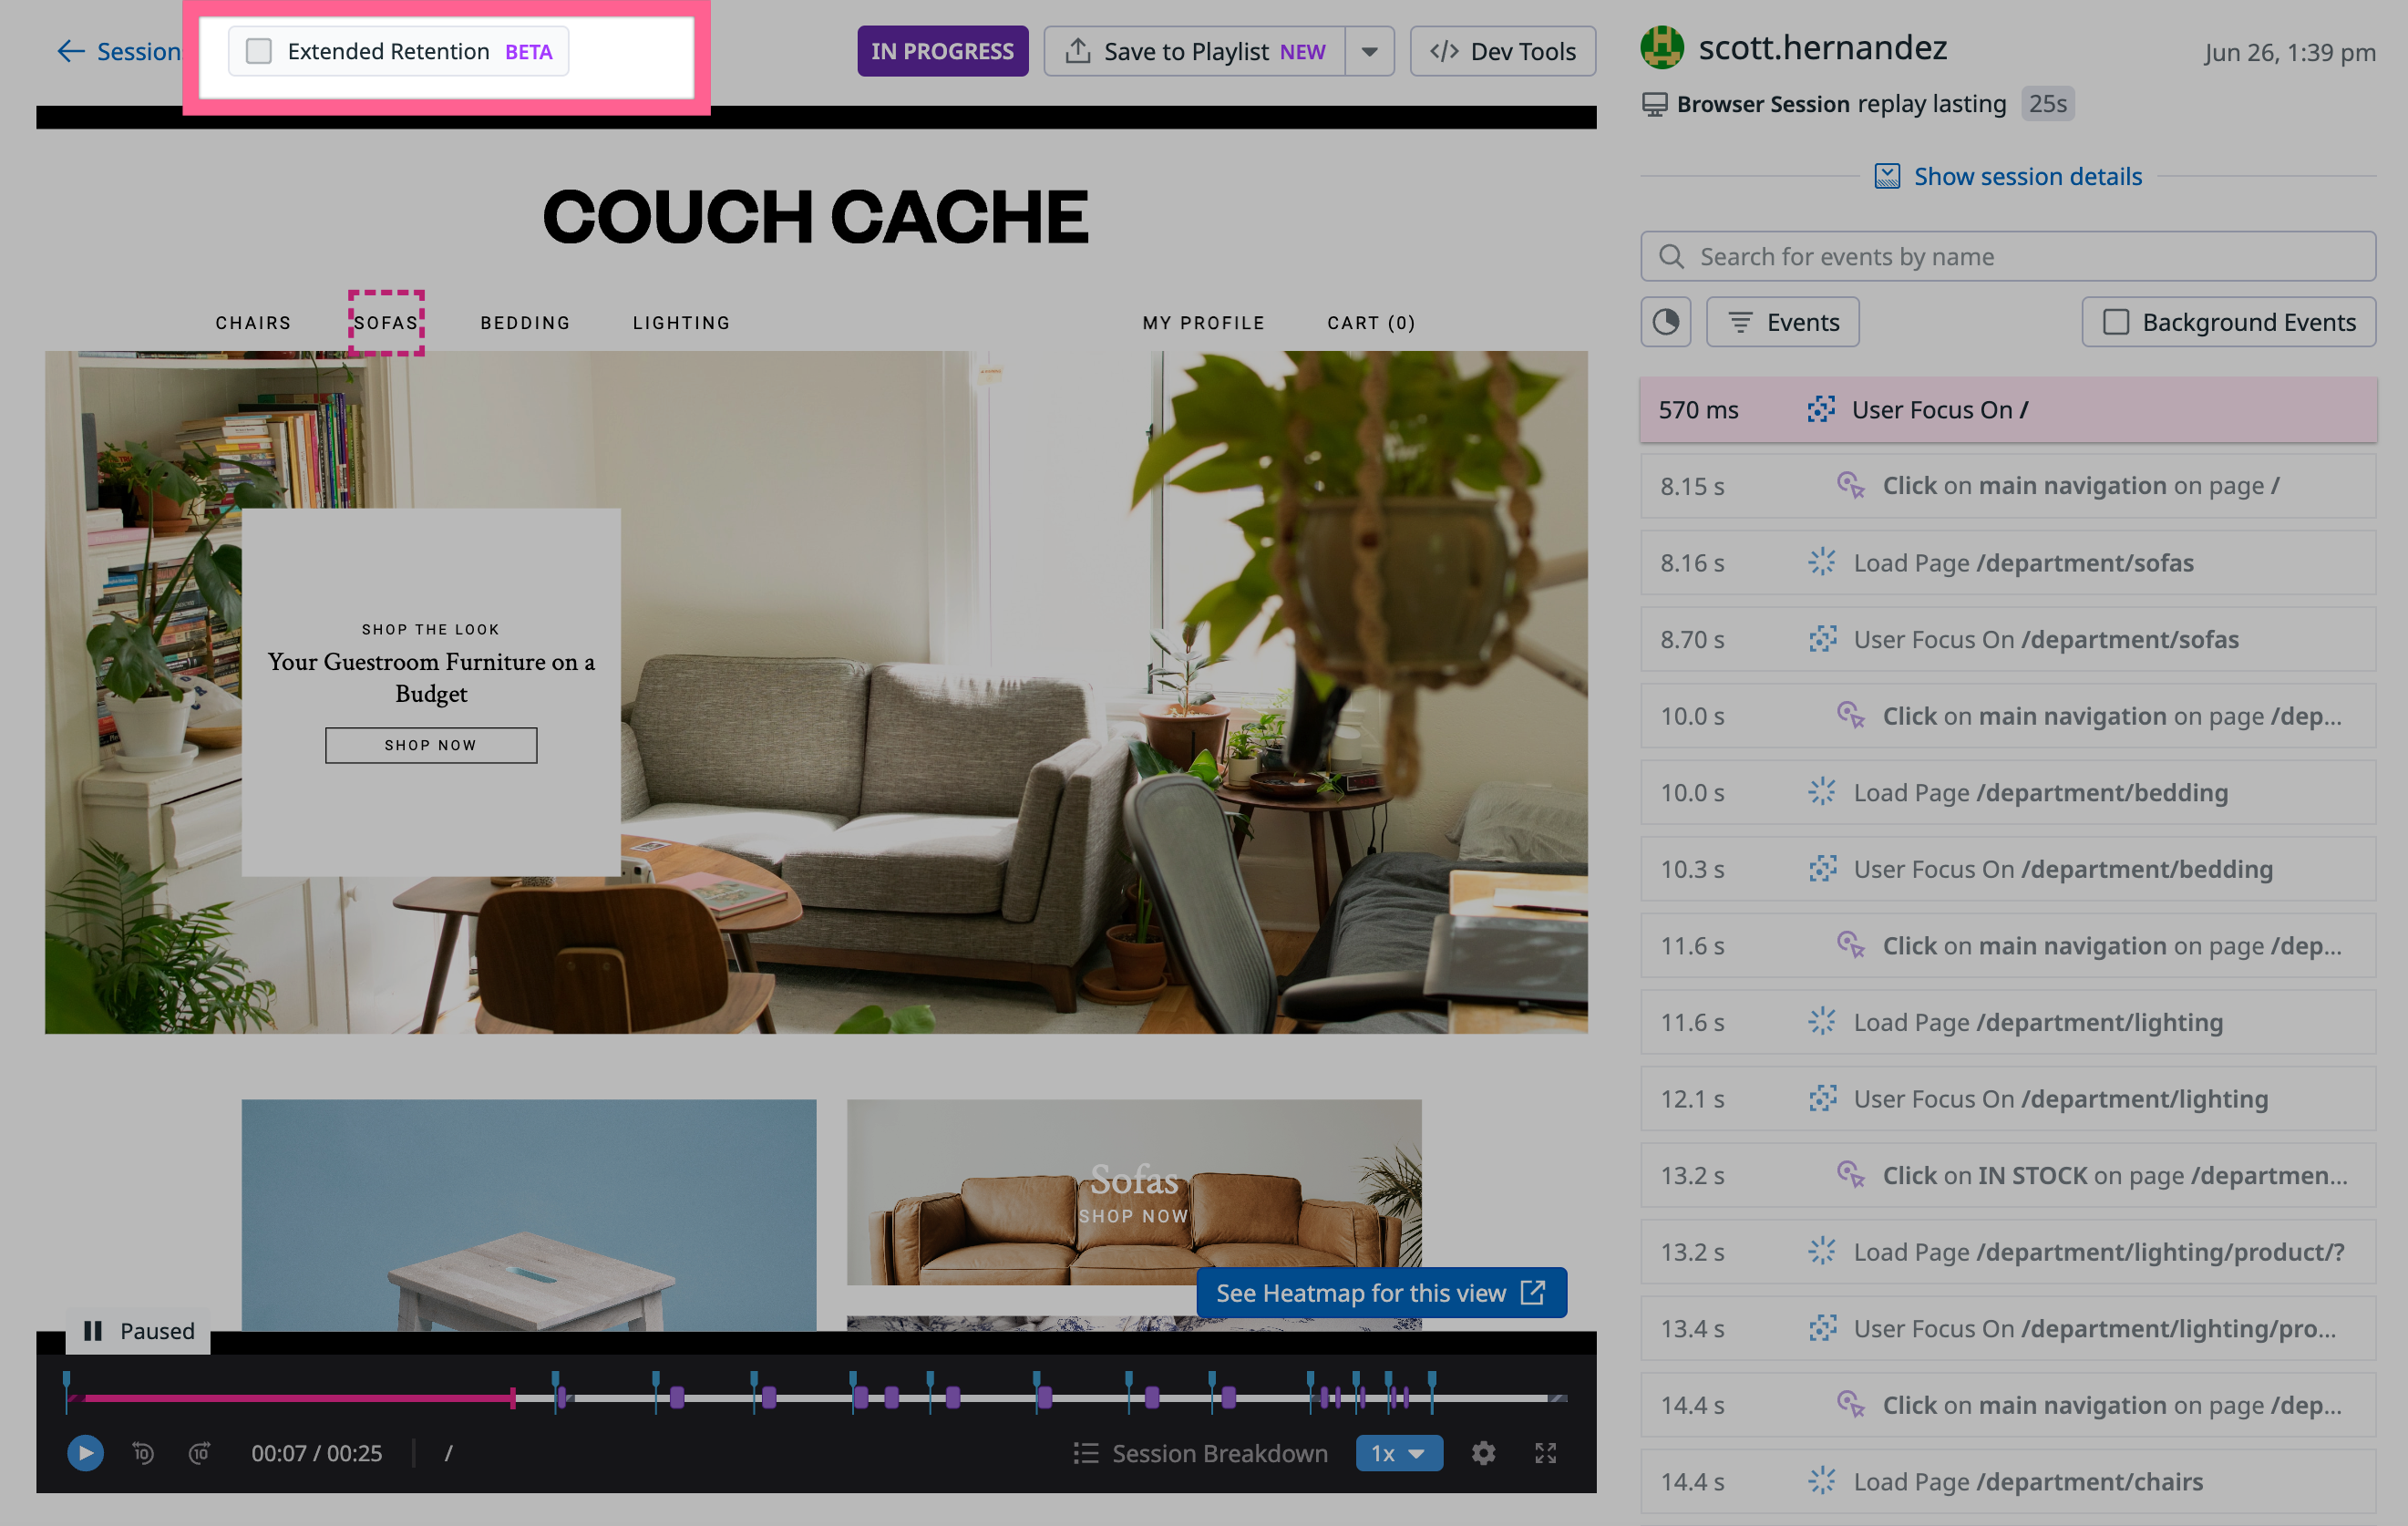 Session
Extended Retention BETA
IN PROGRESS
Save to Playlist NEW
Dev Tools
COUCH CACHE
CHAIRS
SOFAS
BEDDING
LIGHTING
MY PROFILE
CART (0)
SHOP THE LOOK
Your Guestroom Furniture on a
Budget
SHOP NOW
Sofas
SHOP NOW
See Heatmap for this view
Paused
10
10
00:07 / 00:25
/
Session Breakdown
1x
scott.hernandez
Jun 26, 1:39 pm
Browser Session replay lasting 25s
Show session details
Search for events by name
Events
Background Events
570 ms User Focus On /
8.15 s Click on main navigation on page /
8.16 s Load Page /department/sofas
8.70 s User Focus On /department/sofas
10.0 s Click on main navigation on page /dep...
10.0 s Load Page /department/bedding
10.3 s User Focus On /department/bedding
11.6 s Click on main navigation on page /dep...
11.6 s Load Page /department/lighting
12.1 s User Focus On /department/lighting
13.2 s Click on IN STOCK on page /departmen...
13.2 s Load Page /department/lighting/product/?
13.4 s User Focus On /department/lighting/pro...
14.4 s Click on main navigation on page /dep...
14.4 s Load Page /department/chairs